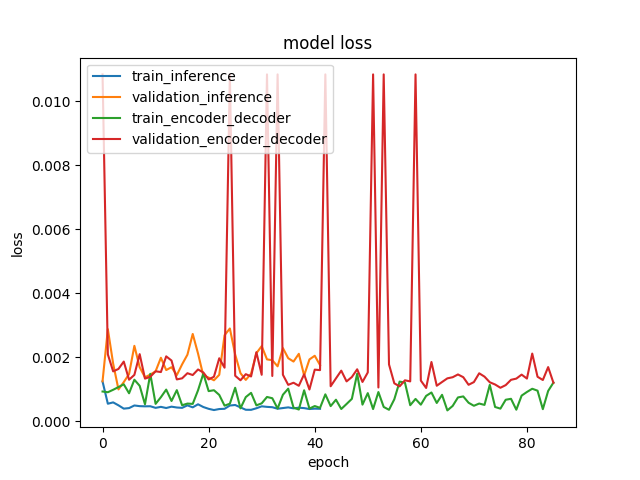 model loss
train_inference
validation_inference
train_encoder_decoder
validation_encoder_decoder
0.010
0.008
0.006
0.004
0.002
0.000
loss
0 20 40 60 80
epoch